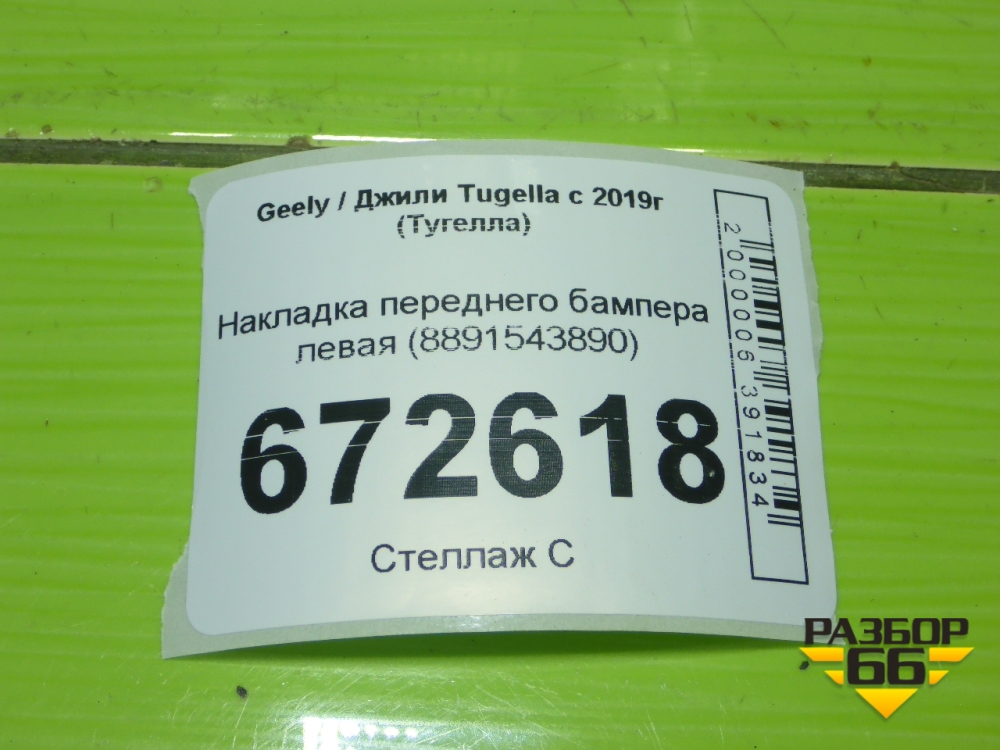 Geely / Джили Tugella с 2019г
(Тугелла)
Накладка переднего бампера
левая (8891543890)
672618
Стеллаж С
2000006391834
РАЗБОР
66